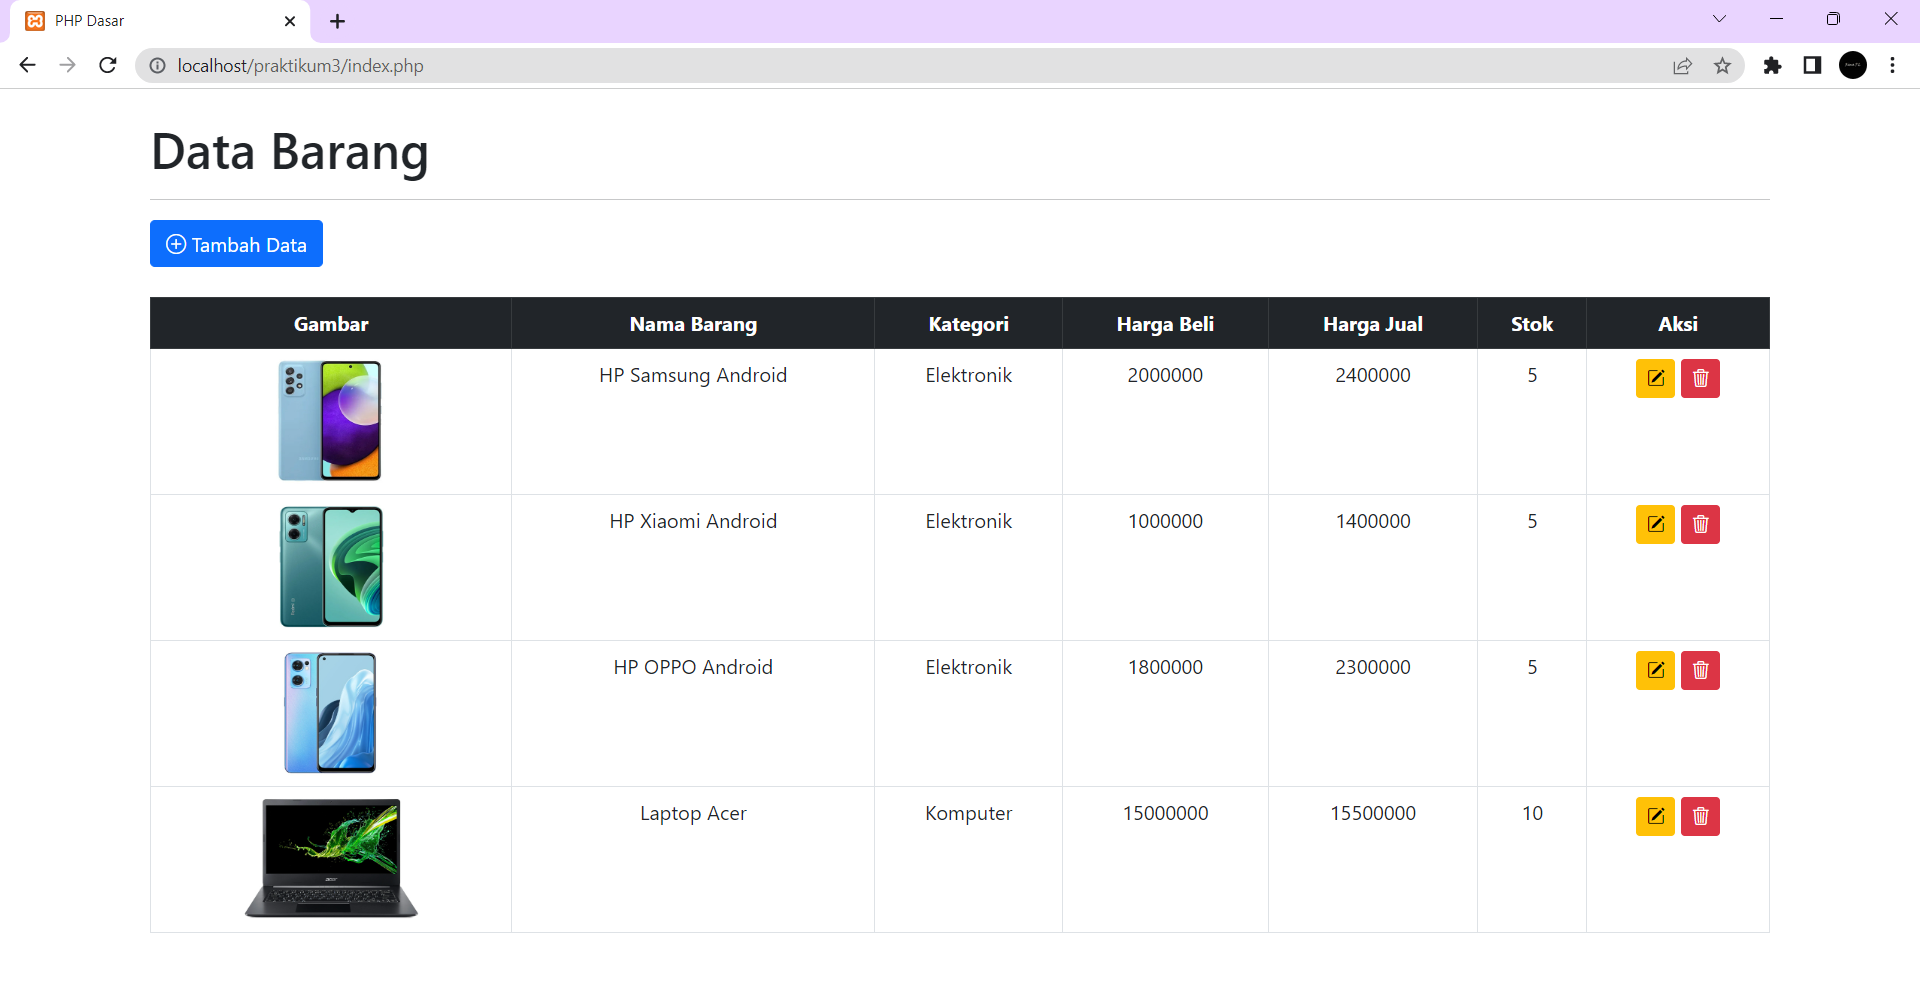 PHP Dasar
localhost/praktikum3/index.php
Data Barang
Tambah Data
Gambar Nama Barang Kategori Harga Beli Harga Jual Stok Aksi
HP Samsung Android Elektronik 2000000 2400000 5
HP Xiaomi Android Elektronik 1000000 1400000 5
HP OPPO Android Elektronik 1800000 2300000 5
Laptop Acer Komputer 15000000 15500000 10
acer